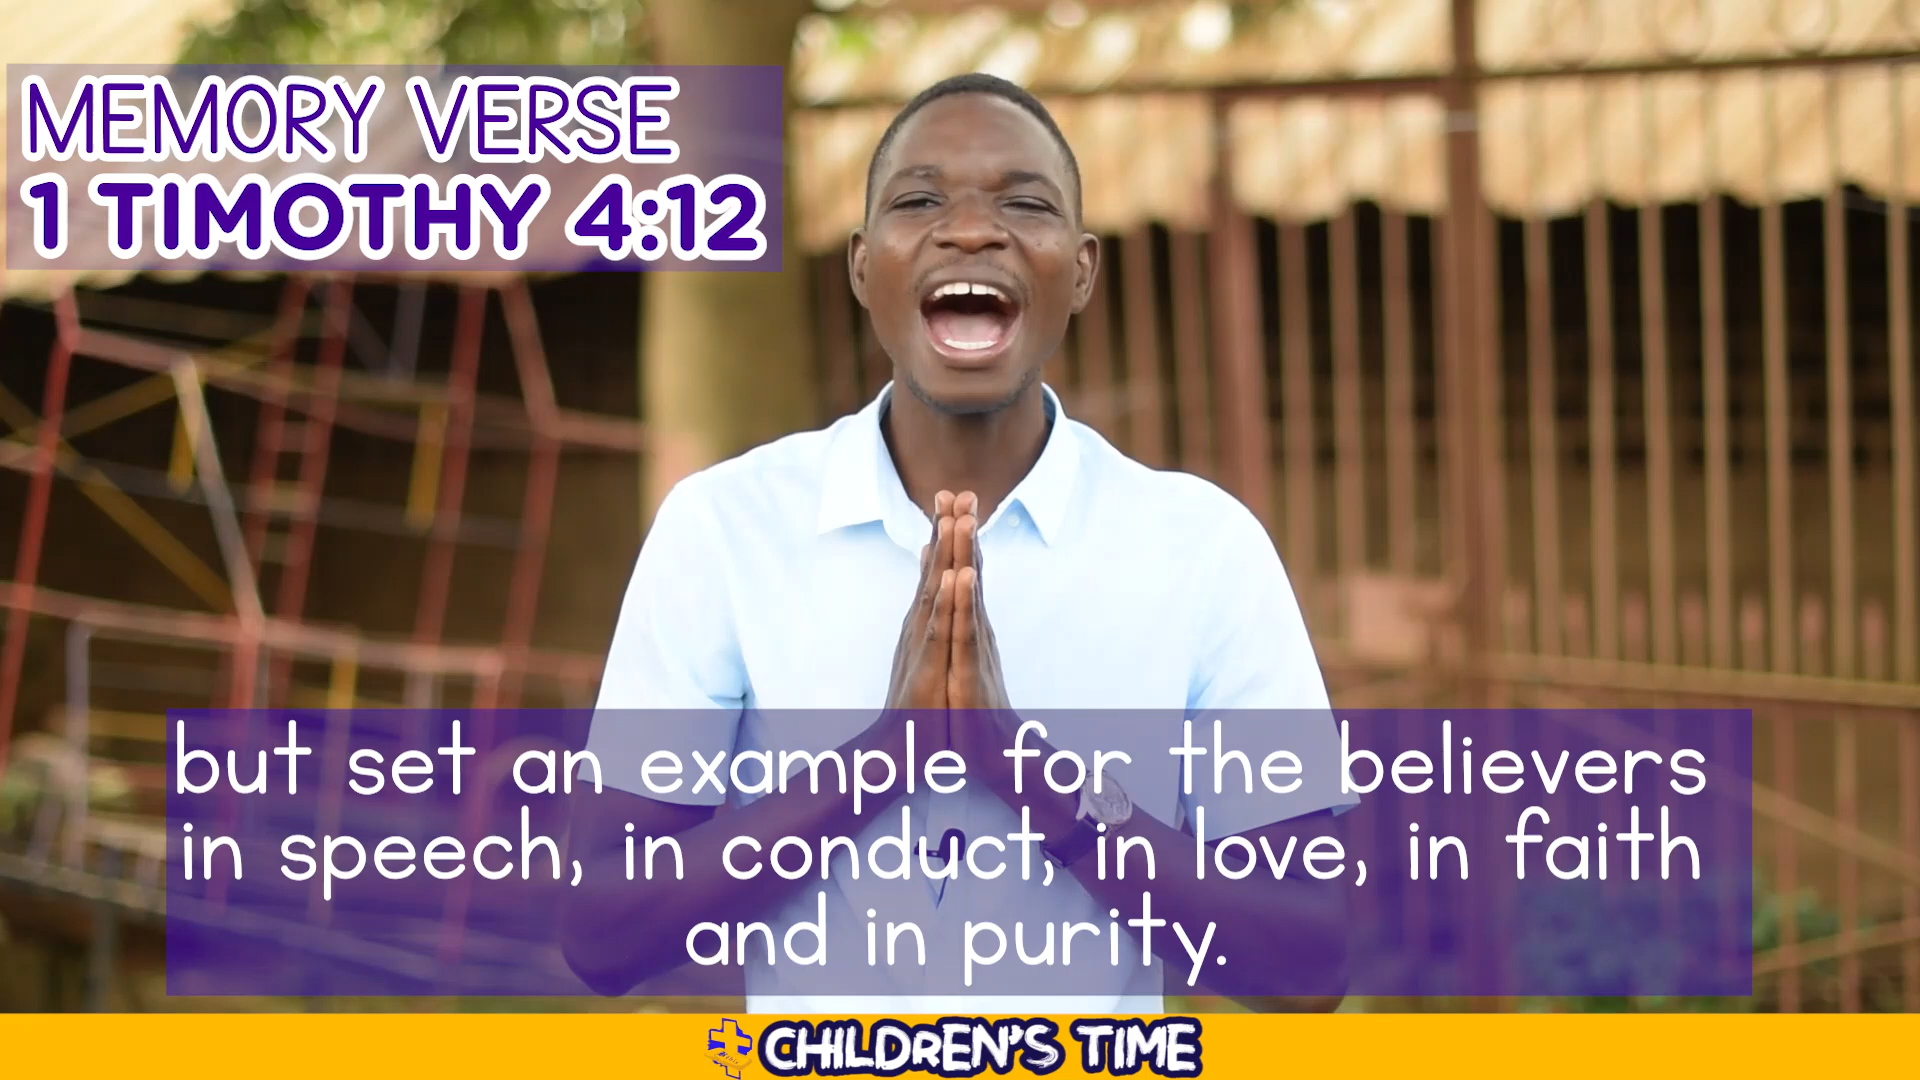 MEMORY VERSE
1 TIMOTHY 4:12
but set an example for the believers
in speech, in conduct, in love, in faith
and in purity.
CHILDREN'S TIME